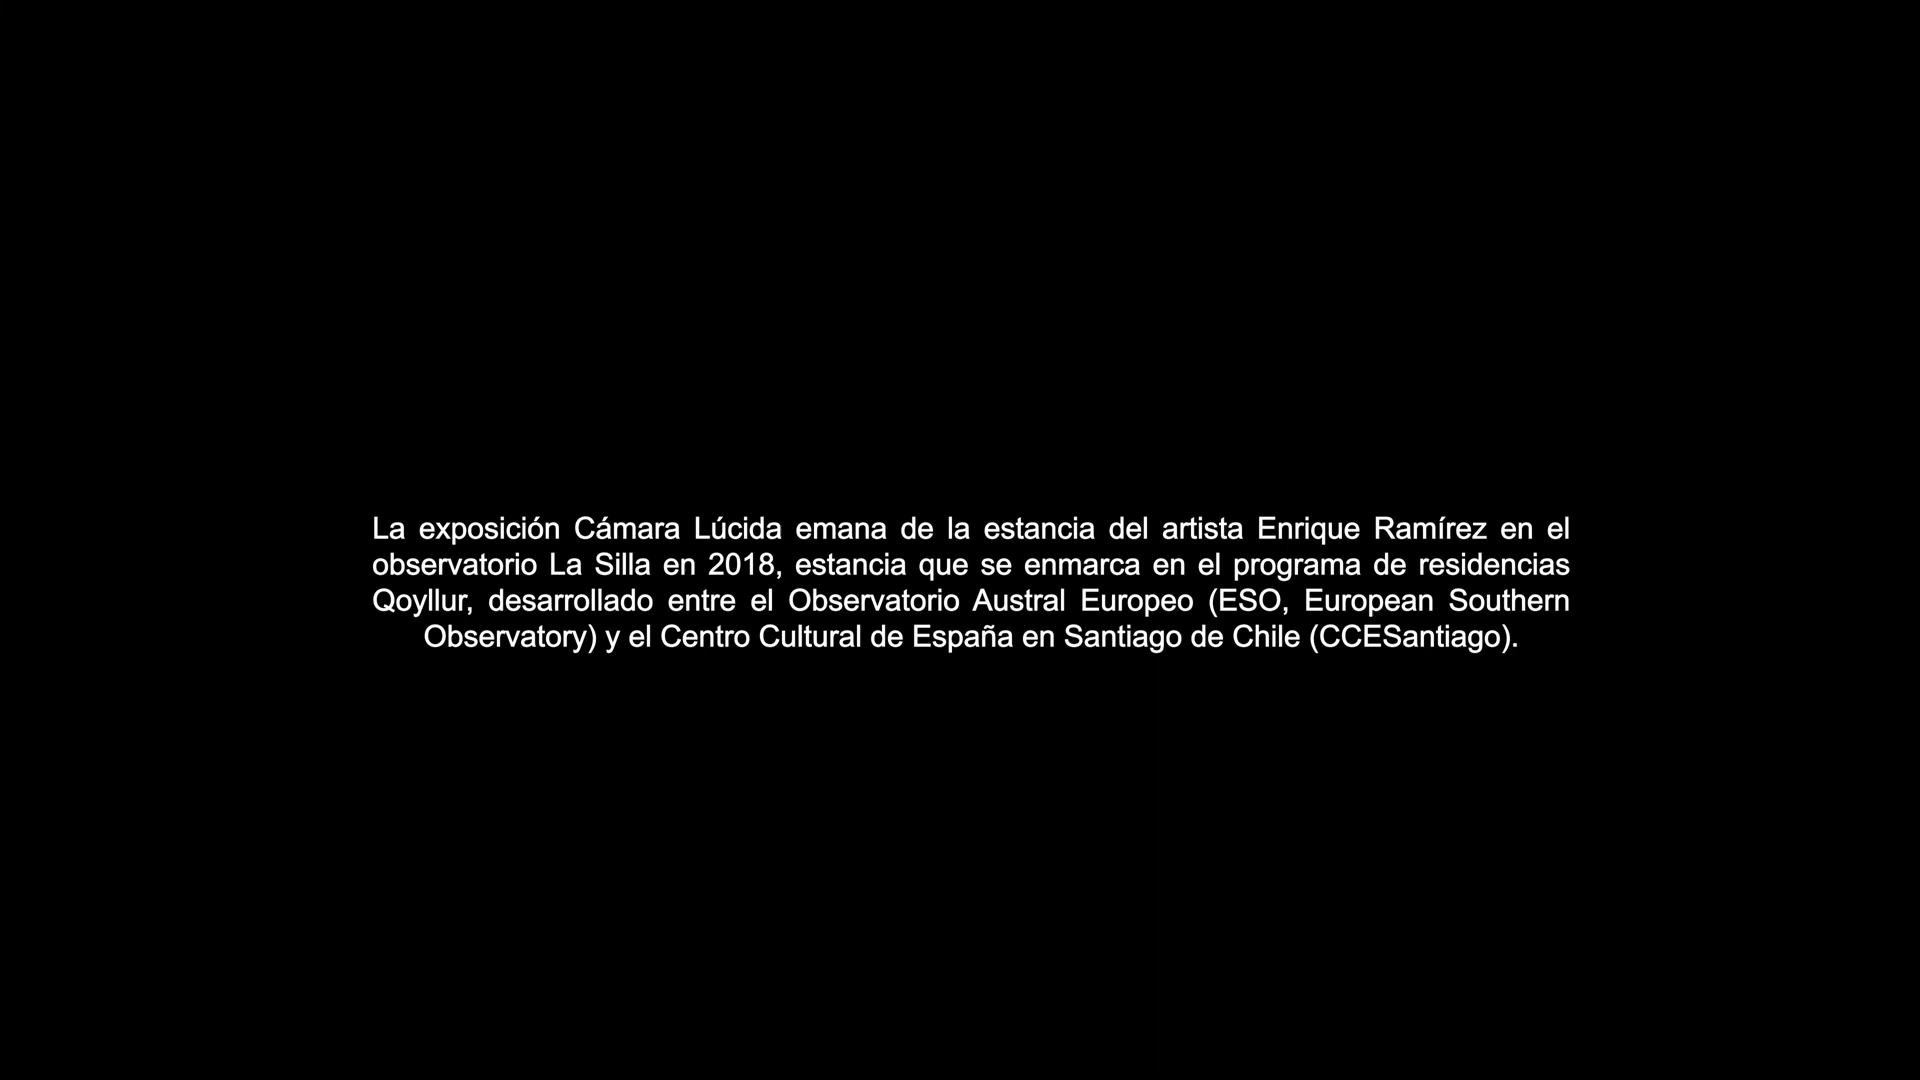 La exposición Cámara Lúcida emana de la estancia del artista Enrique Ramírez en el
observatorio La Silla en 2018, estancia que se enmarca en el programa de residencias
Qoyllur, desarrollado entre el Observatorio Austral Europeo (ESO, European Southern
Observatory) y el Centro Cultural de España en Santiago de Chile (CCESantiago).